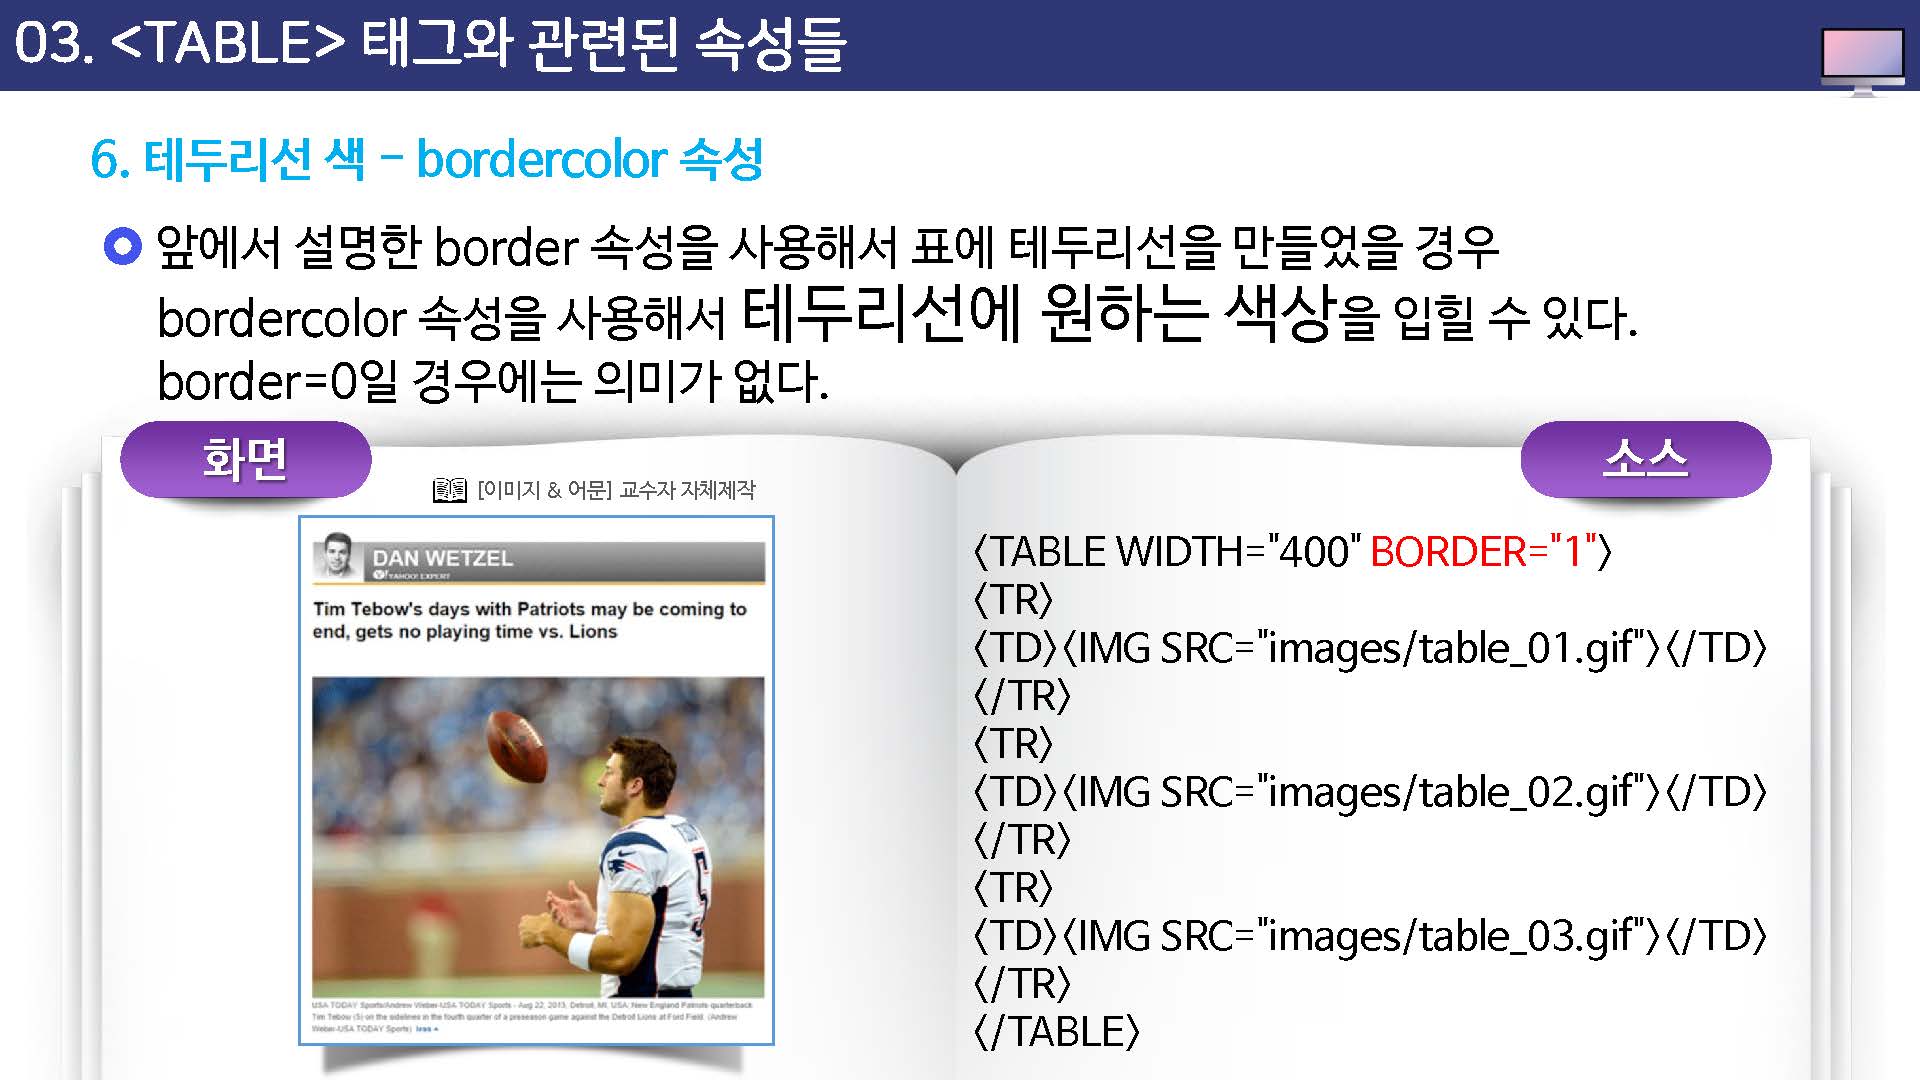 03. <TABLE> 태그와 관련된 속성들
6. 테두리선 색 – bordercolor 속성
앞에서 설명한 border 속성을 사용해서 표에 테두리선을 만들었을 경우
bordercolor 속성을 사용해서 테두리선에 원하는 색상을 입힐 수 있다.
border=0일 경우에는 의미가 없다.
화면
[이미지 & 어문] 교수자 자체제작
DAN WETZEL
Y! YAHOO! EXPERT
Tim Tebow's days with Patriots may be coming to
end, gets no playing time vs. Lions
USA TODAY Sports/Andrew Weber-USA TODAY Sports - Aug 22, 2013, Detroit, MI, USA; New England Patriots quarterback
Tim Tebow (5) on the sidelines in the fourth quarter of a preseason game against the Detroit Lions at Ford Field. (Andrew
Weber-USA TODAY Sports) less
소스
<TABLE WIDTH="400" BORDER="1">
<TR>
<TD><IMG SRC="images/table_01.gif"></TD>
</TR>
<TR>
<TD><IMG SRC="images/table_02.gif"></TD>
</TR>
<TR>
<TD><IMG SRC="images/table_03.gif"></TD>
</TR>
</TABLE>